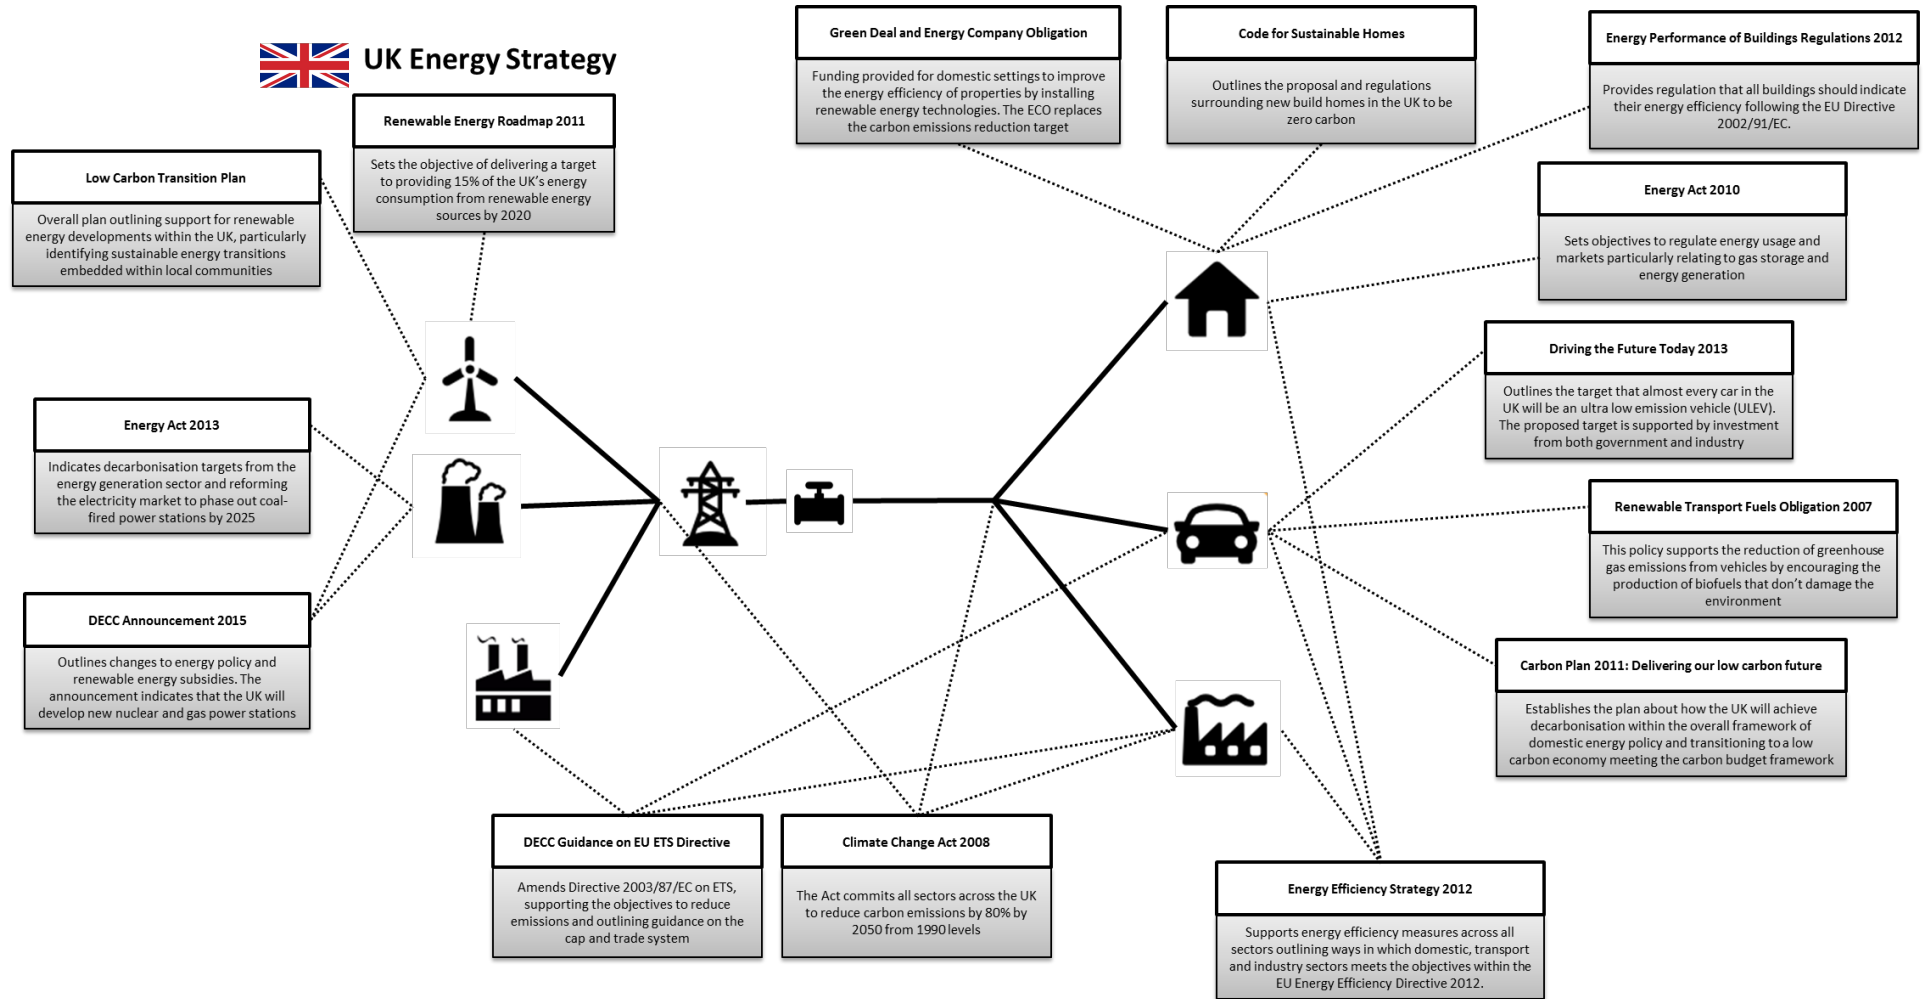 UK Energy Strategy
Green Deal and Energy Company Obligation
Funding provided for domestic settings to improve
the energy efficiency of properties by installing
renewable energy technologies. The ECO replaces
the carbon emissions reduction target
Code for Sustainable Homes
Outlines the proposal and regulations
surrounding new build homes in the UK to be
zero carbon
Energy Performance of Buildings Regulations 2012
Provides regulation that all buildings should indicate
their energy efficiency following the EU Directive
2002/91/EC.
Renewable Energy Roadmap 2011
Sets the objective of delivering a target
to providing 15% of the UK's energy
consumption from renewable energy
sources by 2020
Low Carbon Transition Plan
Overall plan outlining support for renewable
energy developments within the UK, particularly
identifying sustainable energy transitions
embedded within local communities
Energy Act 2010
Sets objectives to regulate energy usage and
markets particularly relating to gas storage and
energy generation
Driving the Future Today 2013
Outlines the target that almost every car in the
UK will be an ultra low emission vehicle (ULEV).
The proposed target is supported by investment
from both government and industry
Energy Act 2013
Indicates decarbonisation targets from the
energy generation sector and reforming
the electricity market to phase out coal-
fired power stations by 2025
Renewable Transport Fuels Obligation 2007
This policy supports the reduction of greenhouse
gas emissions from vehicles by encouraging the
production of biofuels that don't damage the
environment
DECC Announcement 2015
Outlines changes to energy policy and
renewable energy subsidies. The
announcement indicates that the UK will
develop new nuclear and gas power stations
Carbon Plan 2011: Delivering our low carbon future
Establishes the plan about how the UK will achieve
decarbonisation within the overall framework of
domestic energy policy and transitioning to a low
carbon economy meeting the carbon budget framework
DECC Guidance on EU ETS Directive
Amends Directive 2003/87/EC on ETS,
supporting the objectives to reduce
emissions and outlining guidance on the
cap and trade system
Climate Change Act 2008
The Act commits all sectors across the UK
to reduce carbon emissions by 80% by
2050 from 1990 levels
Energy Efficiency Strategy 2012
Supports energy efficiency measures across all
sectors outlining ways in which domestic, transport
and industry sectors meets the objectives within the
EU Energy Efficiency Directive 2012.